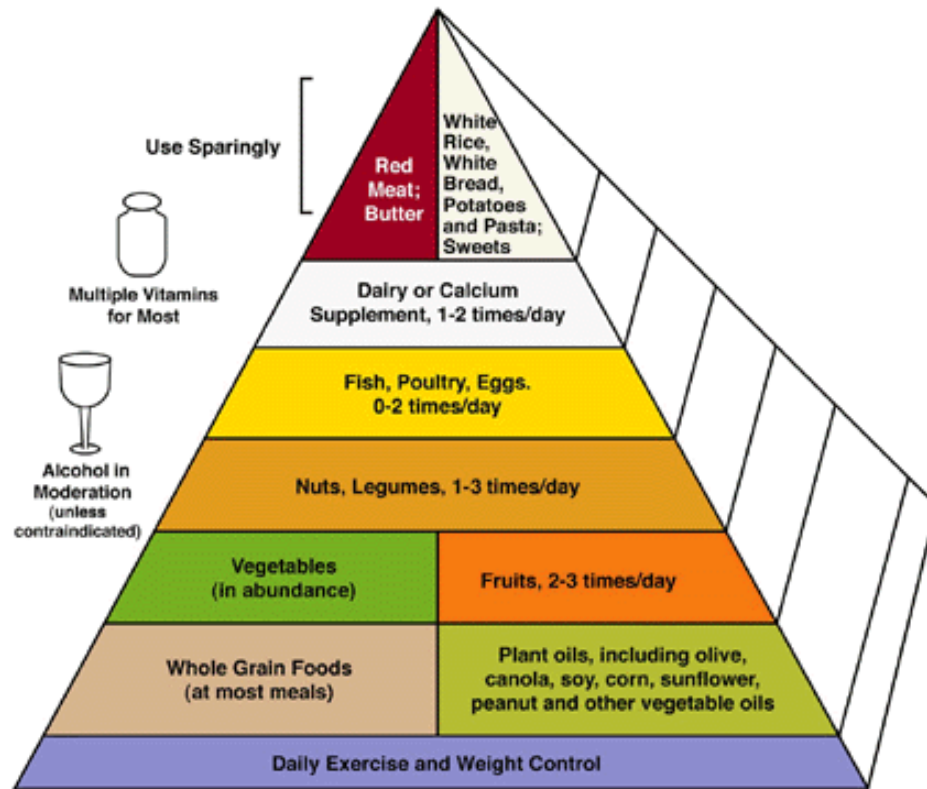 Use Sparingly
Red
Meat;
Butter
White
Rice,
White
Bread,
Potatoes
and Pasta;
Sweets
Multiple Vitamins
for Most
Dairy or Calcium
Supplement, 1-2 times/day
Fish, Poultry, Eggs.
0-2 times/day
Alcohol in
Moderation
(unless
contraindicated)
Nuts, Legumes, 1-3 times/day
Vegetables
(in abundance)
Fruits, 2-3 times/day
Whole Grain Foods
(at most meals)
Plant oils, including olive,
canola, soy, corn, sunflower,
peanut and other vegetable oils
Daily Exercise and Weight Control